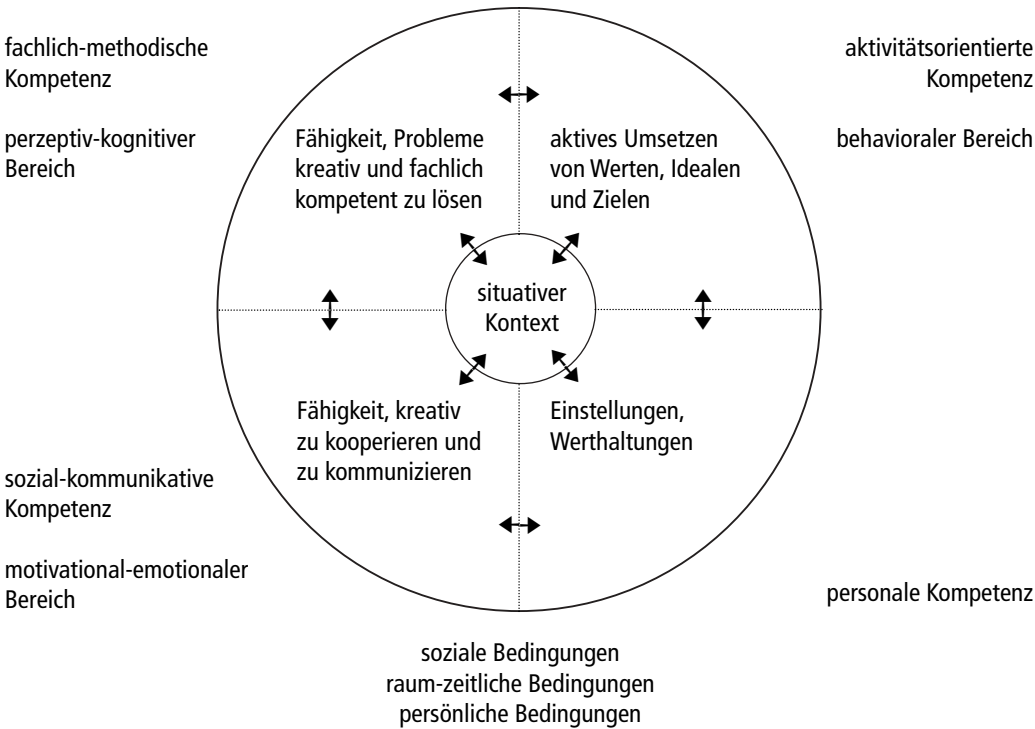 fachlich-methodische
Kompetenz
perzeptiv-kognitiver
Bereich
aktivitätsorientierte
Kompetenz
behavioraler Bereich
Fähigkeit, Probleme
kreativ und fachlich
kompetent zu lösen
aktives Umsetzen
von Werten, Idealen
und Zielen
situativer
Kontext
Fähigkeit, kreativ
zu kooperieren und
zu kommunizieren
Einstellungen,
Werthaltungen
sozial-kommunikative
Kompetenz
motivational-emotionaler
Bereich
personale Kompetenz
soziale Bedingungen
raum-zeitliche Bedingungen
persönliche Bedingungen